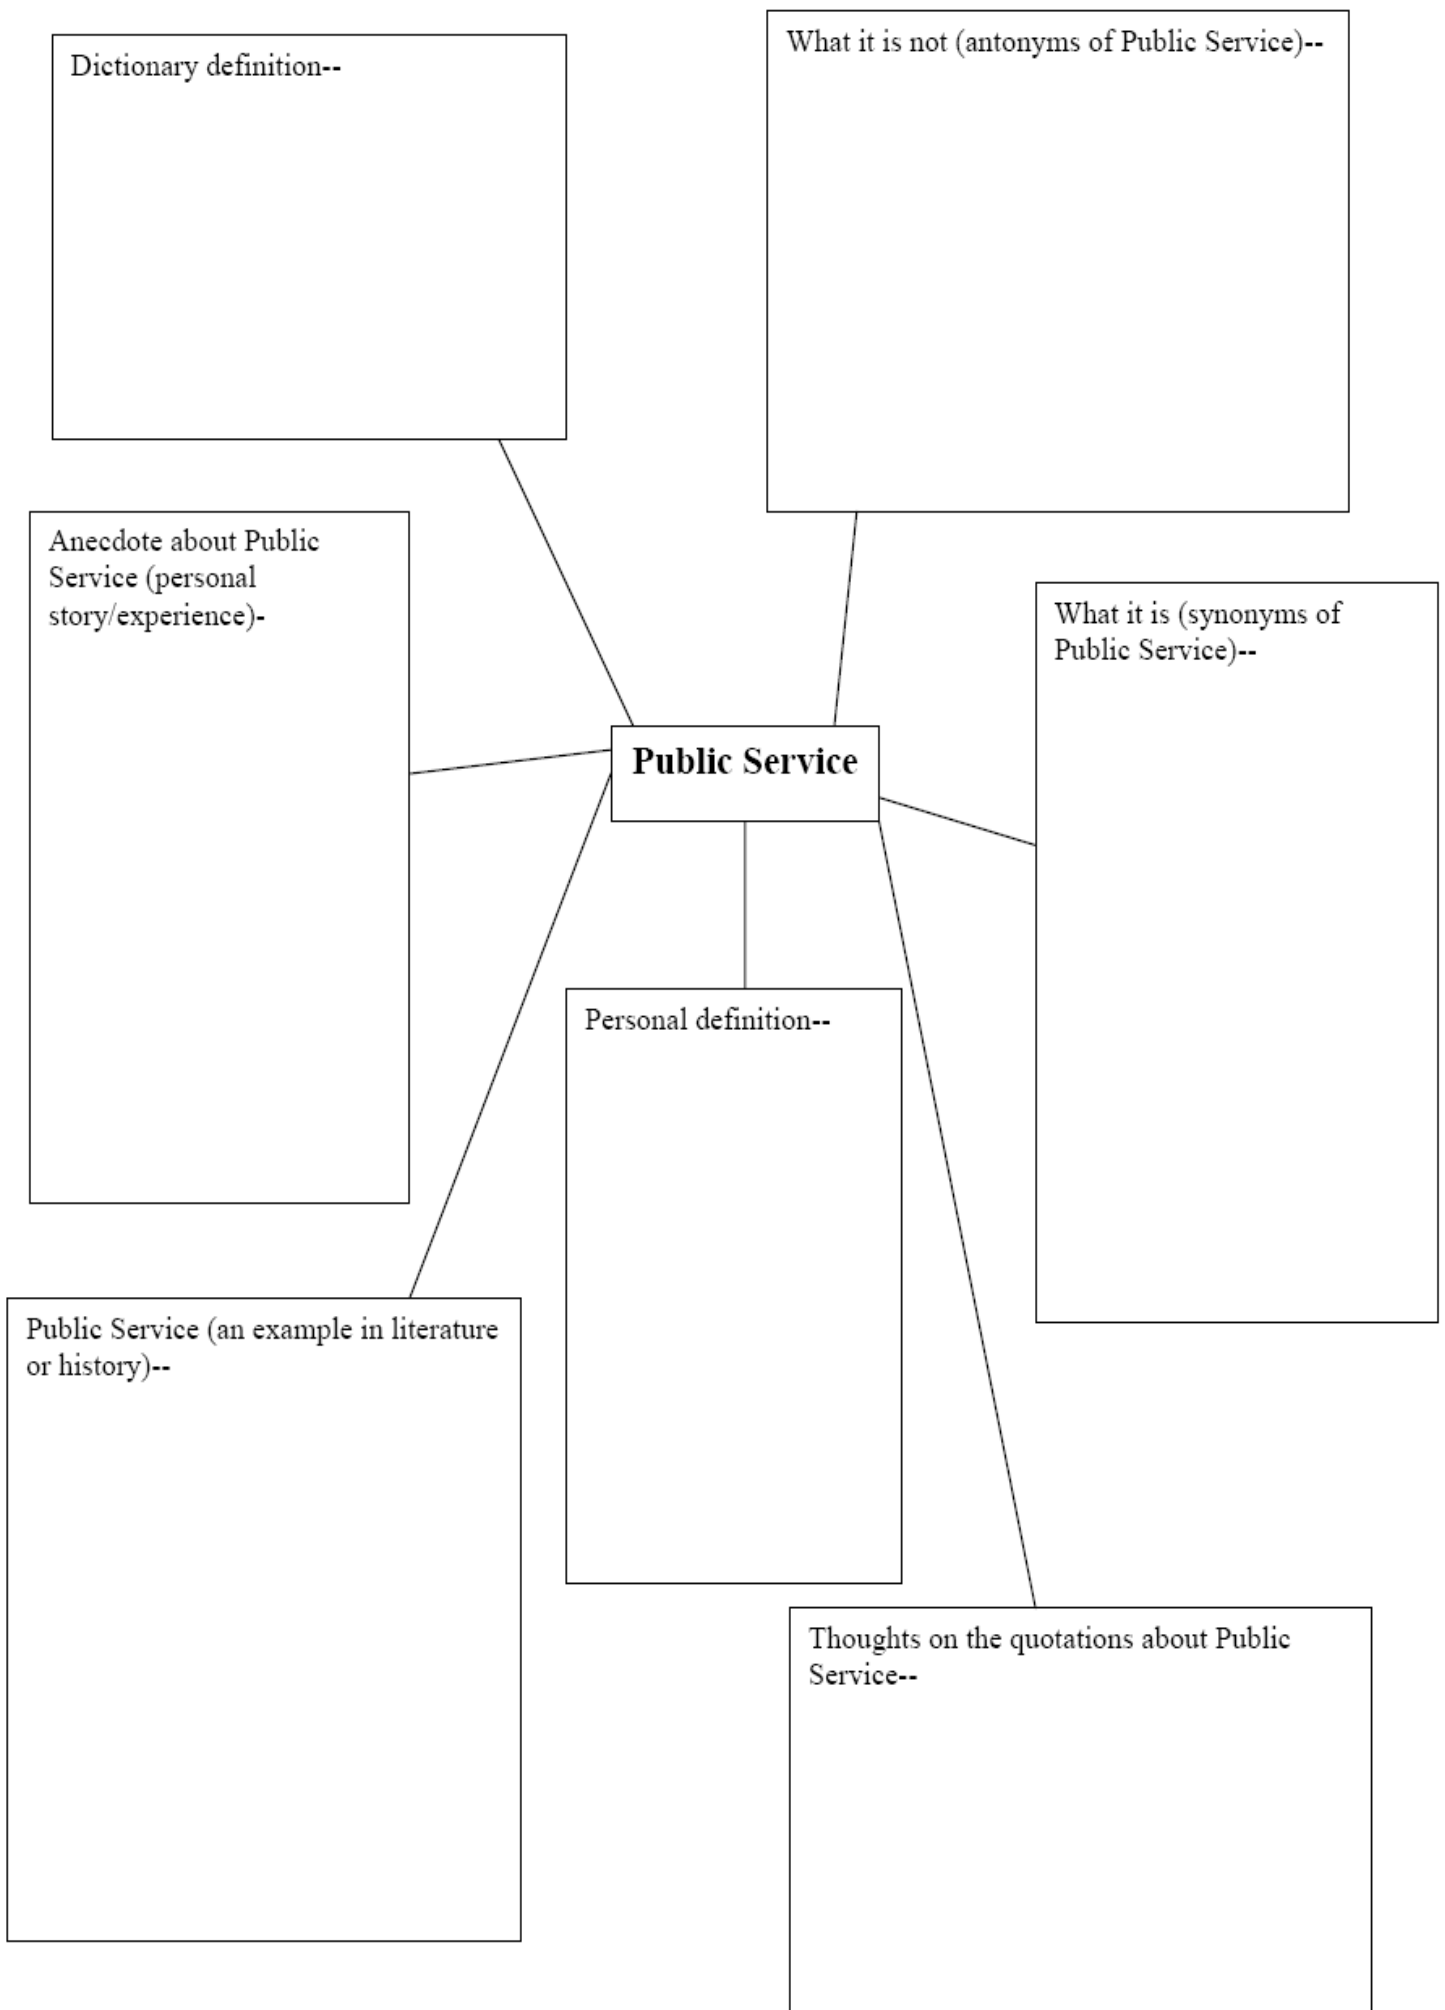 Dictionary definition--
What it is not (antonyms of Public Service)--
Anecdote about Public
Service (personal
story/experience)-
What it is (synonyms of
Public Service)--
Public Service
Personal definition--
Public Service (an example in literature
or history)--
Thoughts on the quotations about Public
Service--